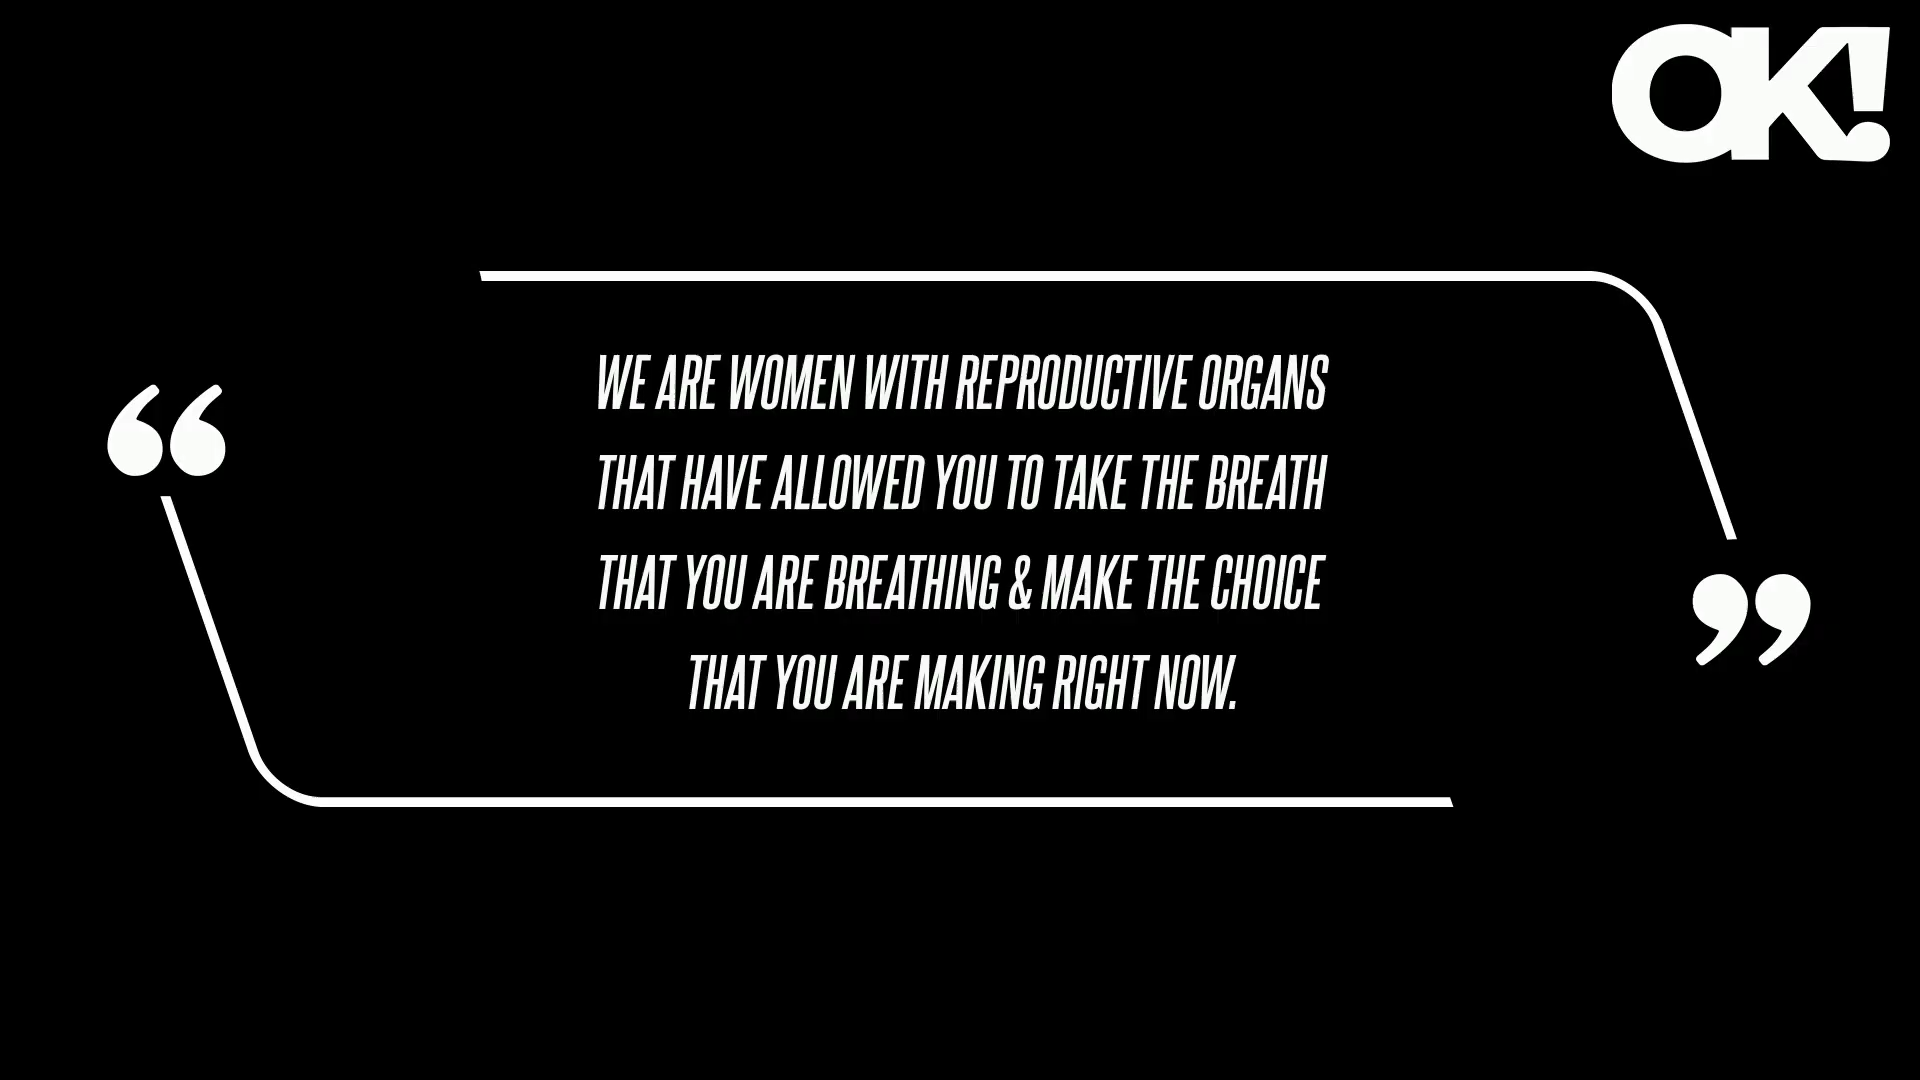 OK!
“
WE ARE WOMEN WITH REPRODUCTIVE ORGANS
THAT HAVE ALLOWED YOU TO TAKE THE BREATH
THAT YOU ARE BREATHING & MAKE THE CHOICE
THAT YOU ARE MAKING RIGHT NOW.
”